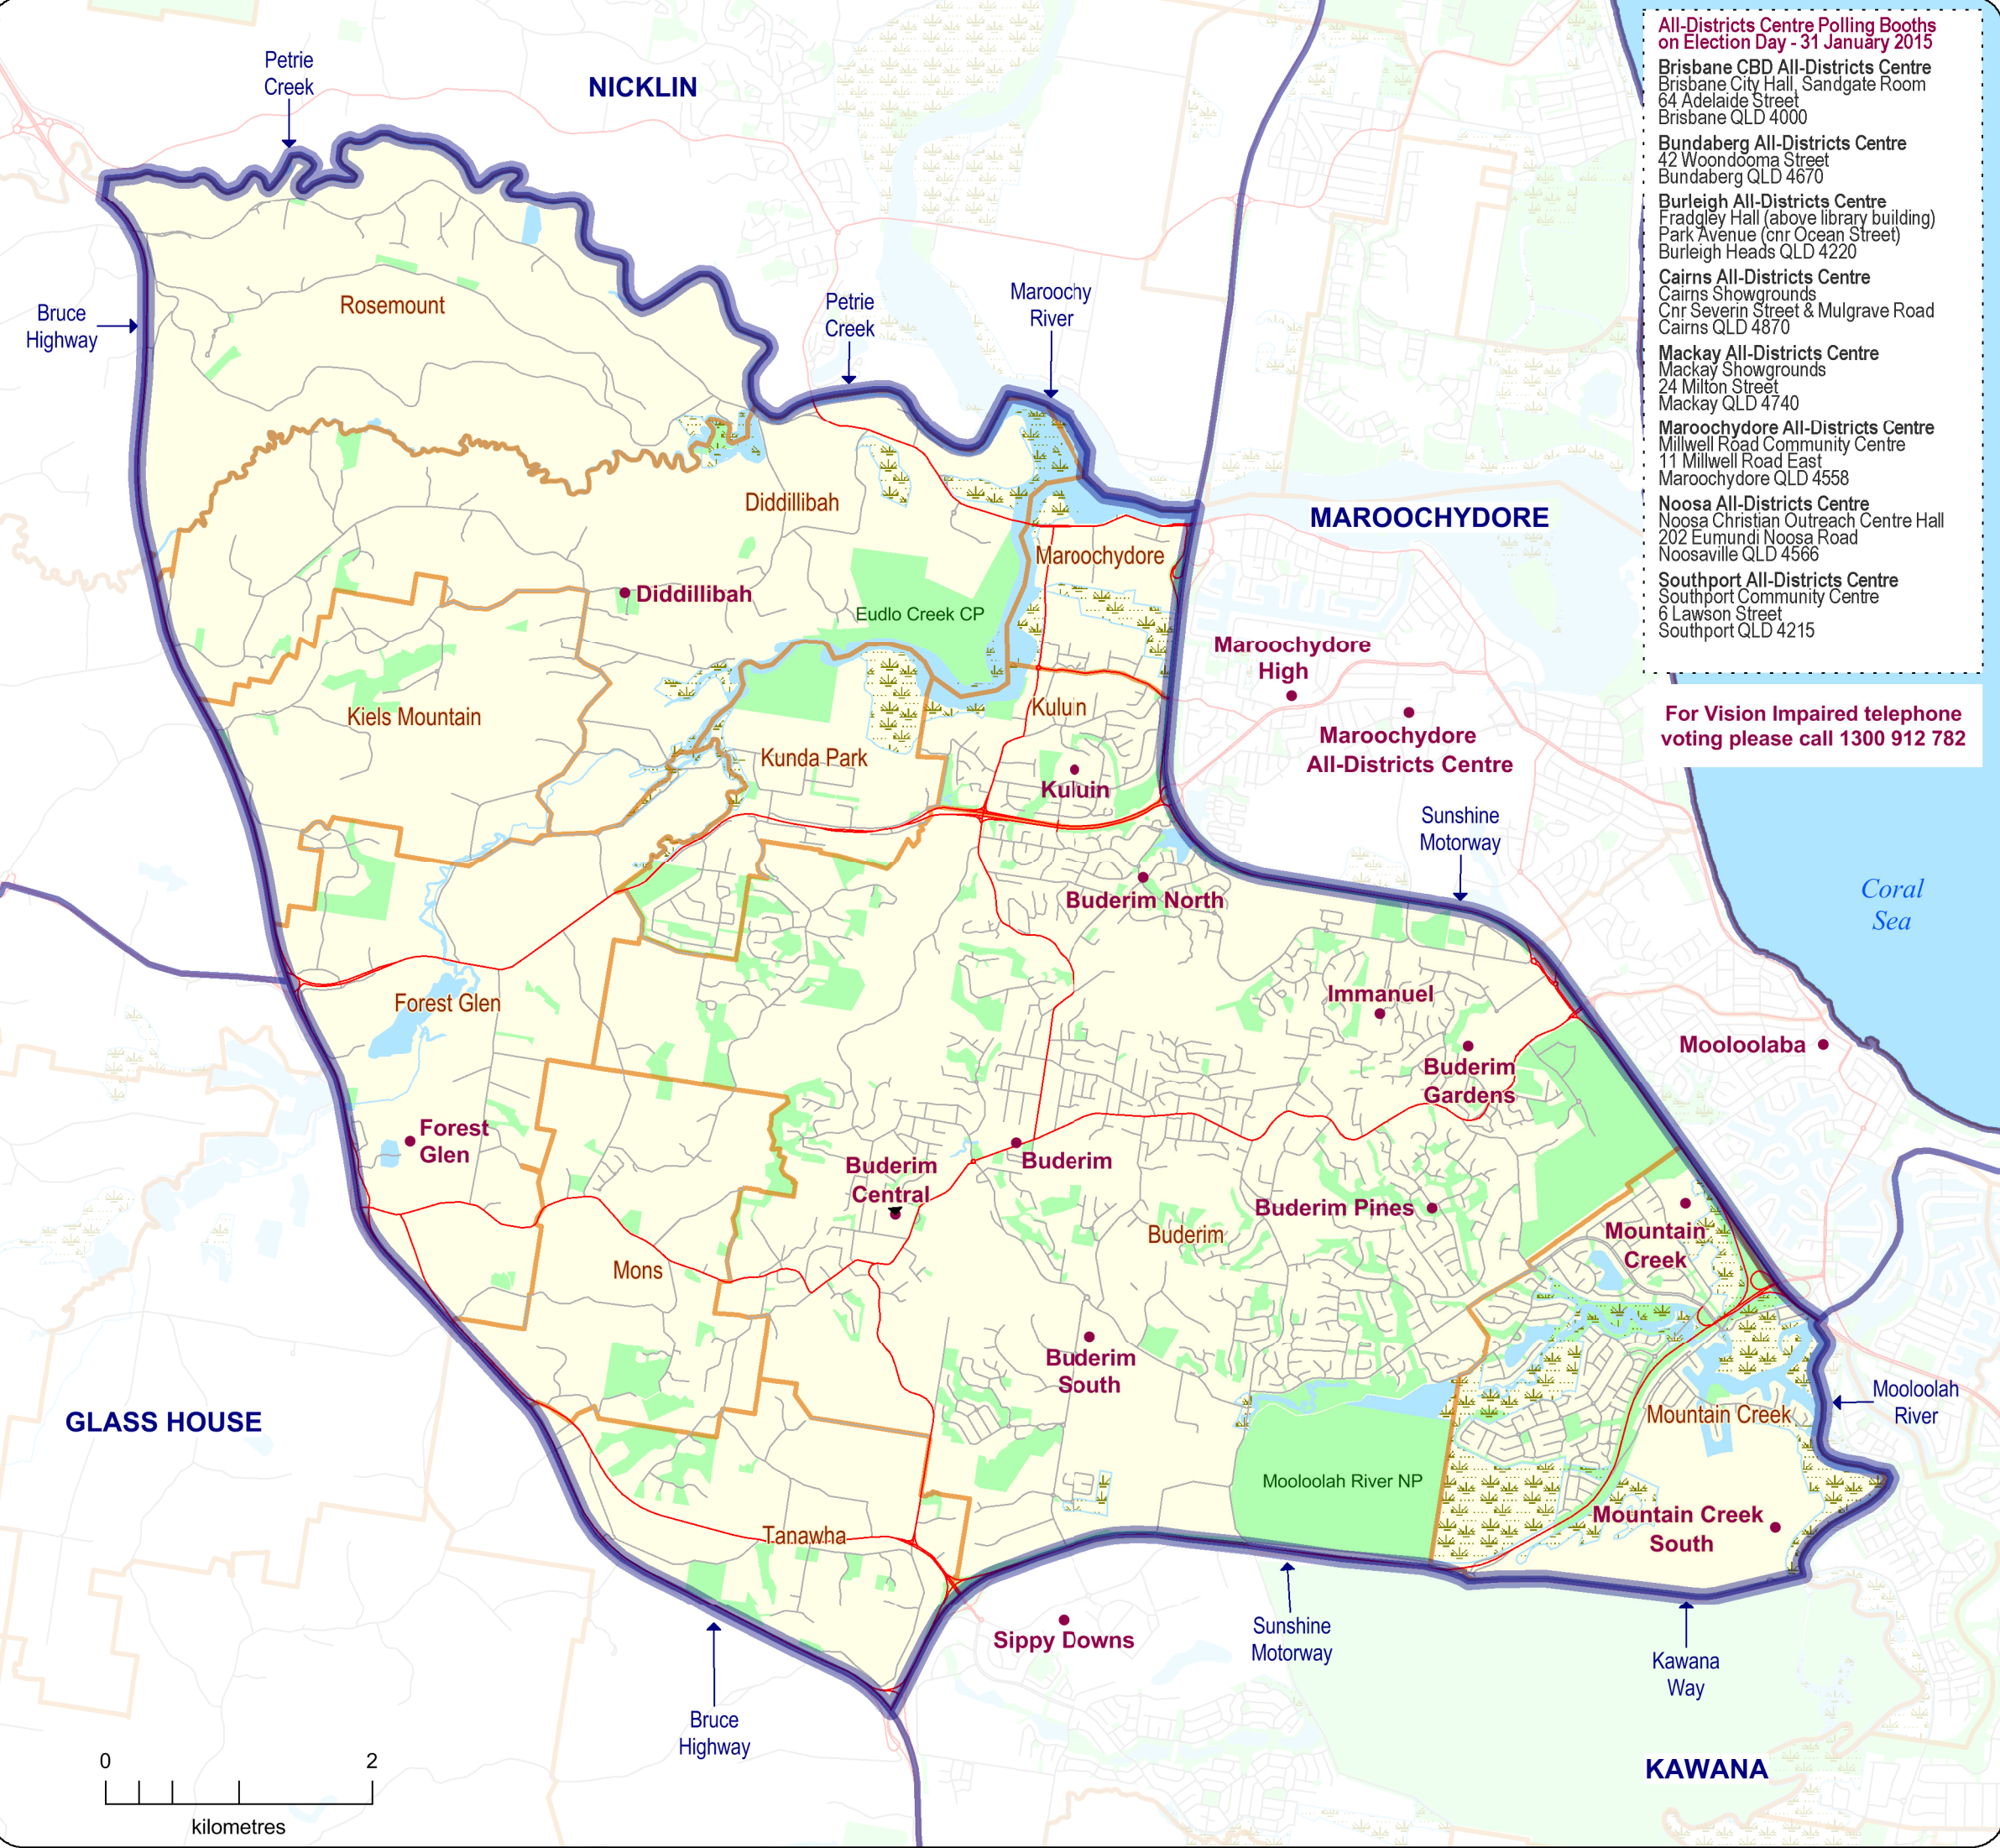 All-Districts Centre Polling Booths
on Election Day - 31 January 2015
Brisbane CBD All-Districts Centre
Brisbane City Hall, Sandgate Room
64 Adelaide Street
Brisbane QLD 4000
Bundaberg All-Districts Centre
42 Woondooma Street
Bundaberg QLD 4670
Burleigh All-Districts Centre
Fradgley Hall (above library building)
Park Avenue (cnr Ocean Street)
Burleigh Heads QLD 4220
Cairns All-Districts Centre
Cairns Showgrounds
Cnr Severin Street & Mulgrave Road
Cairns QLD 4870
Mackay All-Districts Centre
Mackay Showgrounds
24 Milton Street
Mackay QLD 4740
Maroochydore All-Districts Centre
Millwell Road Community Centre
11 Millwell Road East
Maroochydore QLD 4558
Noosa All-Districts Centre
Noosa Christian Outreach Centre Hall
202 Eumundi Noosa Road
Noosaville QLD 4566
Southport All-Districts Centre
Southport Community Centre
6 Lawson Street
Southport QLD 4215
For Vision Impaired telephone
voting please call 1300 912 782
Petrie
Creek
NICKLIN
Bruce
Highway
Rosemount
Petrie
Creek
Maroochy
River
Diddillibah
MAROOCHYDORE
Maroochydore
Diddillibah
Eudlo Creek CP
Maroochydore
High
Kiels Mountain
Kuluin
Maroochydore
All-Districts Centre
Kunda Park
Kuluin
Sunshine
Motorway
Buderim North
Coral
Sea
Forest Glen
Immanuel
Mooloolaba
Buderim
Gardens
Forest
Glen
Buderim
Central
Buderim
Buderim Pines
Buderim
Mountain
Creek
Mons
Buderim
South
GLASS HOUSE
Mooloolah
River
Mountain Creek
Mooloolah River NP
Mountain Creek
South
Tanawha
Sippy Downs
Sunshine
Motorway
Kawana
Way
Bruce
Highway
KAWANA
0 2
kilometres